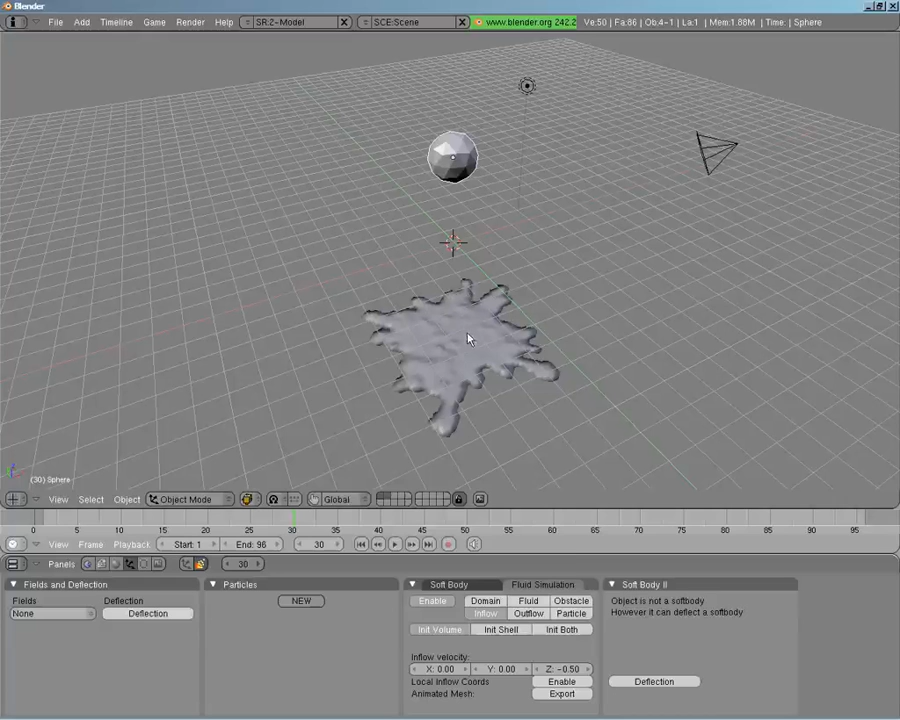 Blender
File Add Timeline Game Render Help SR:2-Model SCE:Scene www.blender.org 242.2 Ve:50 | Fa:86 | Ob:4-1 | La:1 | Mem:1.88M | Time: | Sphere
(30) Sphere
View Select Object Object Mode Global
0 5 10 15 20 25 30 35 40 45 50 55 60 65 70 75 80 85 90 95
View Frame Playback Start: 1 End: 96 30
Panels 30
Fields and Deflection
Fields Deflection
None Deflection
Particles
NEW
Soft Body Fluid Simulation
Enable Domain Fluid Obstacle
Inflow Outflow Particle
Init Volume Init Shell Init Both
Inflow velocity:
X: 0.00 Y: 0.00 Z: -0.50
Local Inflow Coords Enable
Animated Mesh: Export
Soft Body II
Object is not a softbody
However it can deflect a softbody
Deflection